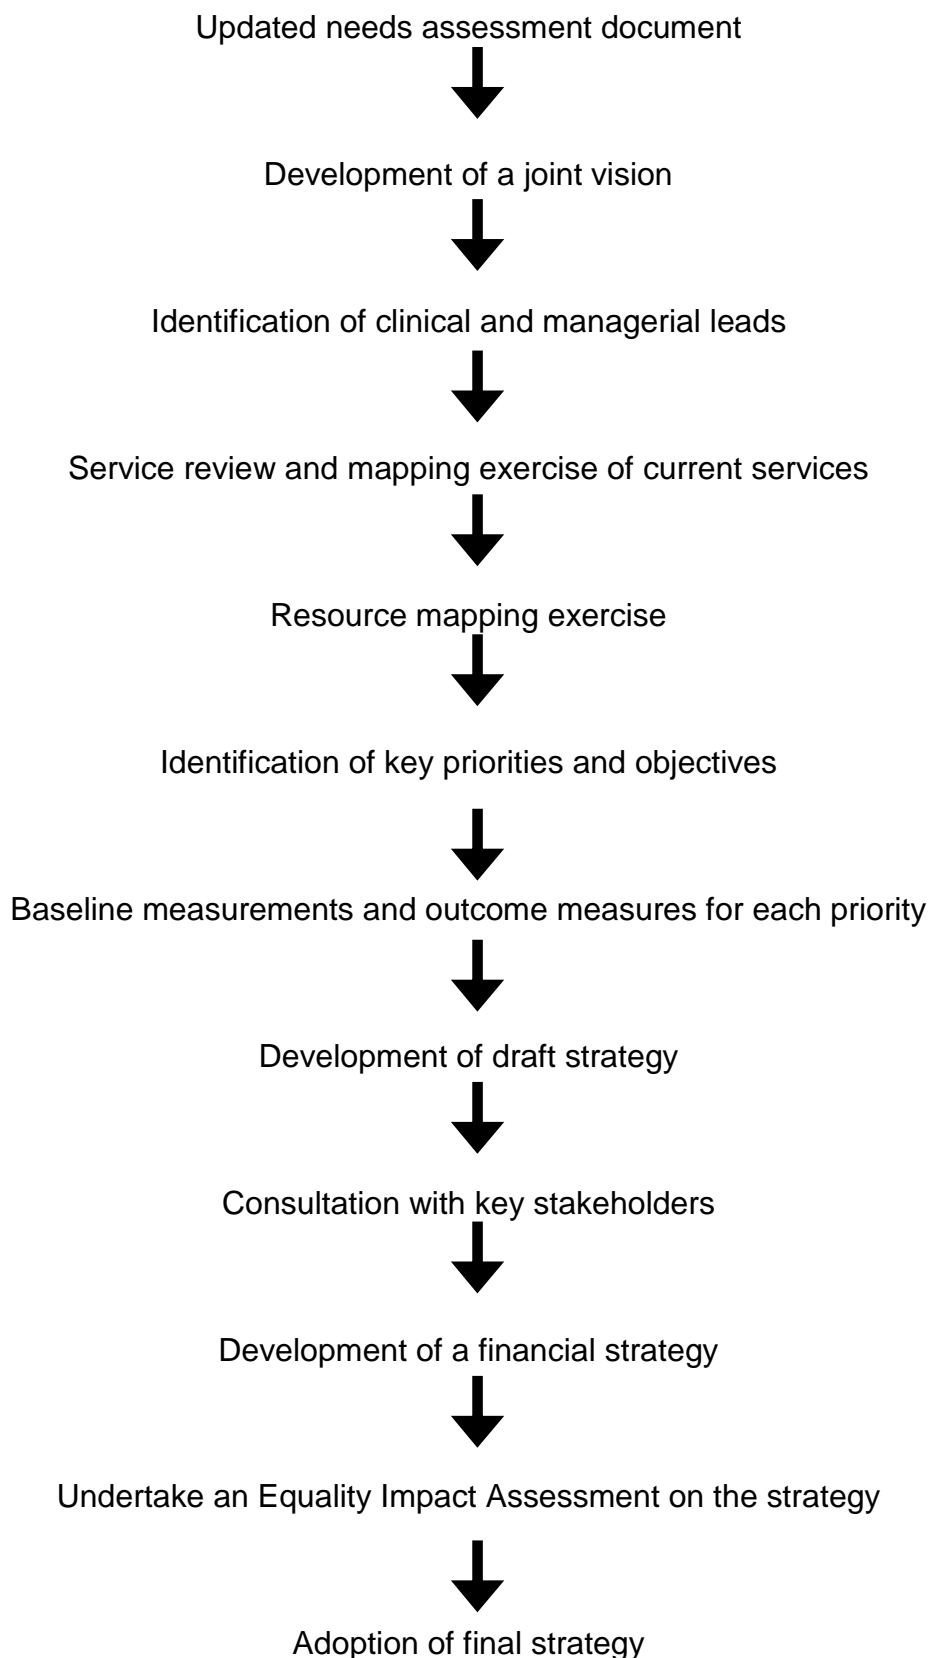 Updated needs assessment document
Development of a joint vision
Identification of clinical and managerial leads
Service review and mapping exercise of current services
Resource mapping exercise
Identification of key priorities and objectives
Baseline measurements and outcome measures for each priority
Development of draft strategy
Consultation with key stakeholders
Development of a financial strategy
Undertake an Equality Impact Assessment on the strategy
Adoption of final strategy